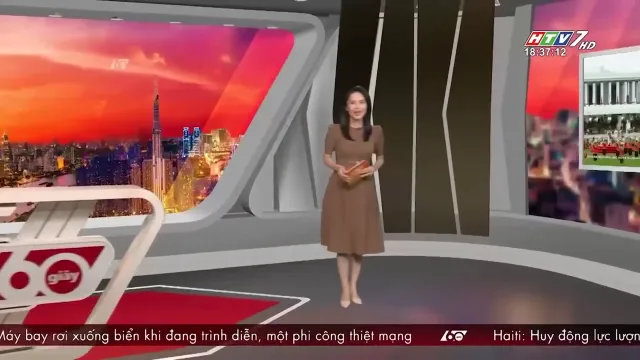 HTV7 HD
18:37:12
60 giây
Máy bay rơi xuống biển khi đang trình diễn, một phi công thiệt mạng 60 Haiti: Huy động lực lượn